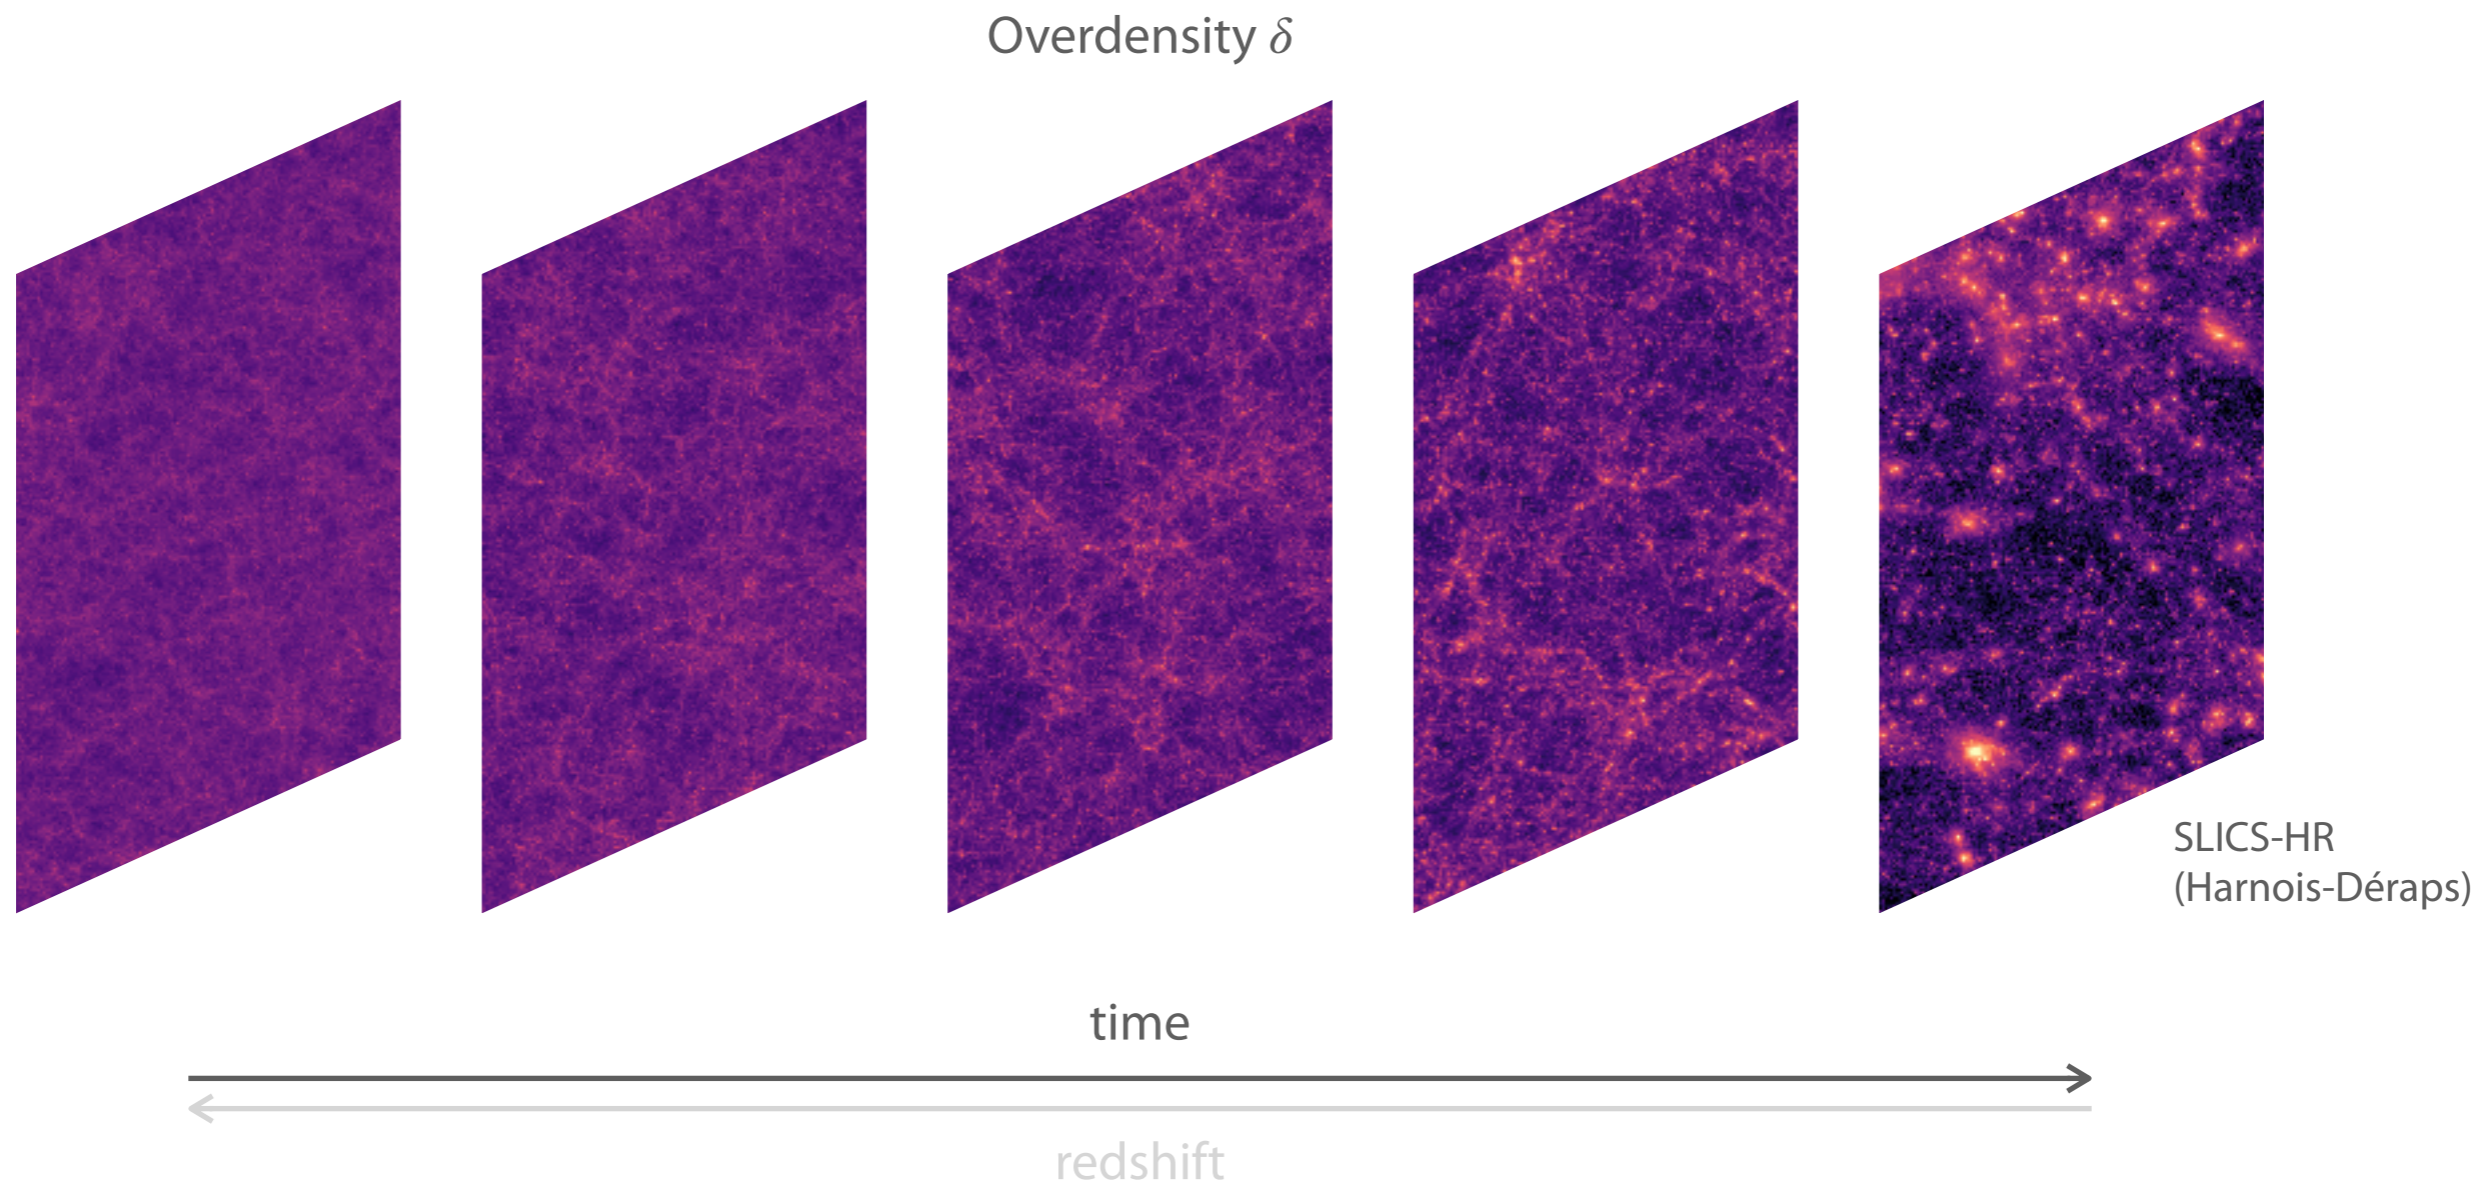 Overdensity δ
SLICS-HR
(Harnois-Déraps)
time
redshift